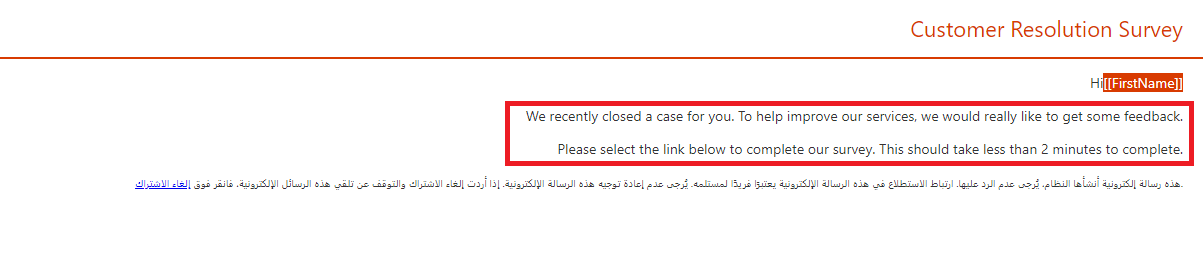 Customer Resolution Survey
Hi[[FirstName]]
We recently closed a case for you. To help improve our services, we would really like to get some feedback.
Please select the link below to complete our survey. This should take less than 2 minutes to complete.
هذه رسالة إلكترونية أنشأها النظام، يُرجى عدم الرد عليها. ارتباط الاستطلاع في هذه الرسالة الإلكترونية يعتبرًا فريدًا لمستلمه. يُرجى عدم إعادة توجيه هذه الرسالة الإلكترونية. إذا أردت إلغاء الاشتراك والتوقف عن تلقي هذه الرسائل الإلكترونية، فانقر فوق إلغاء الاشتراك.